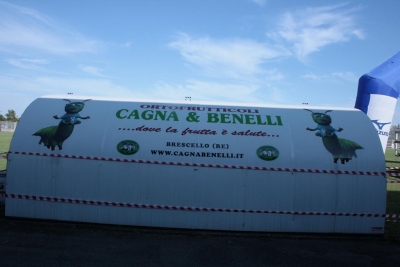 ORTOFRUTTICOLI
CAGNA & BENELLI
....dove la frutta è salute....
BRESCELLO (RE)
WWW.CAGNABENELLI.IT